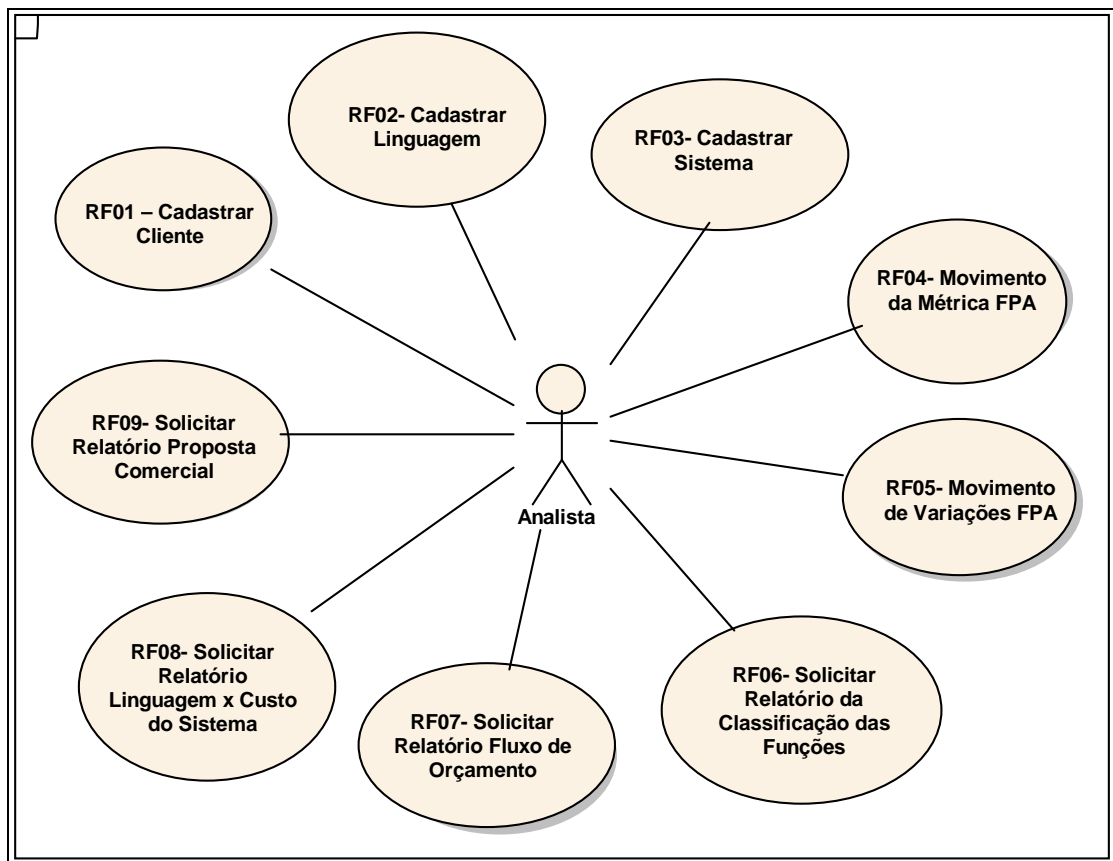 RF01 – Cadastrar
Cliente
RF02- Cadastrar
Linguagem
RF03- Cadastrar
Sistema
RF04- Movimento
da Métrica FPA
RF05- Movimento
de Variações FPA
RF06- Solicitar
Relatório da
Classificação das
Funções
RF07- Solicitar
Relatório Fluxo de
Orçamento
RF08- Solicitar
Relatório
Linguagem x Custo
do Sistema
RF09- Solicitar
Relatório Proposta
Comercial
Analista